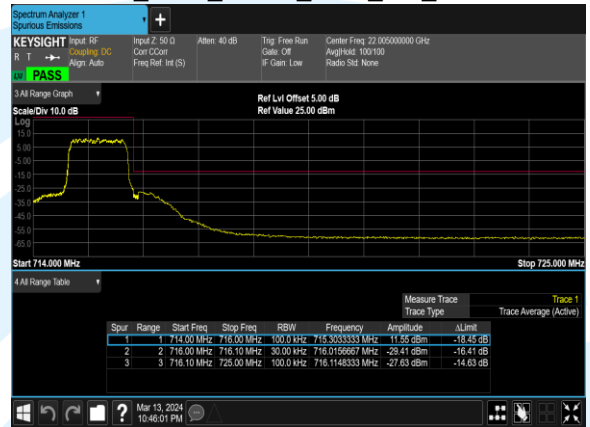 Spectrum Analyzer 1
Spurious Emissions
KEYSIGHT Input: RF Input Z: 50 Ω Atten: 40 dB Trig: Free Run Center Freq: 22.005000000 GHz
R T Coupling: DC Corr CCorr Gate: Off Avg|Hold: 100/100
Align: Auto Freq Ref: Int (S) IF Gain: Low Radio Std: None
LXI PASS
3 All Range Graph
Ref Lvl Offset 5.00 dB
Scale/Div 10.0 dB Ref Value 25.00 dBm
Log
15.0
5.00
-5.00
-15.0
-25.0
-35.0
-45.0
-55.0
-65.0
Start 714.000 MHz Stop 725.000 MHz
4 All Range Table
Measure Trace Trace 1
Trace Type Trace Average (Active)
Spur Range Start Freq Stop Freq RBW Frequency Amplitude ΔLimit
1 1 714.00 MHz 716.00 MHz 100.0 kHz 715.3033333 MHz 11.55 dBm -18.45 dB
2 2 716.00 MHz 716.10 MHz 30.00 kHz 716.0156667 MHz -29.41 dBm -16.41 dB
3 3 716.10 MHz 725.00 MHz 100.0 kHz 716.1148333 MHz -27.63 dBm -14.63 dB
? Mar 13, 2024
10:46:01 PM